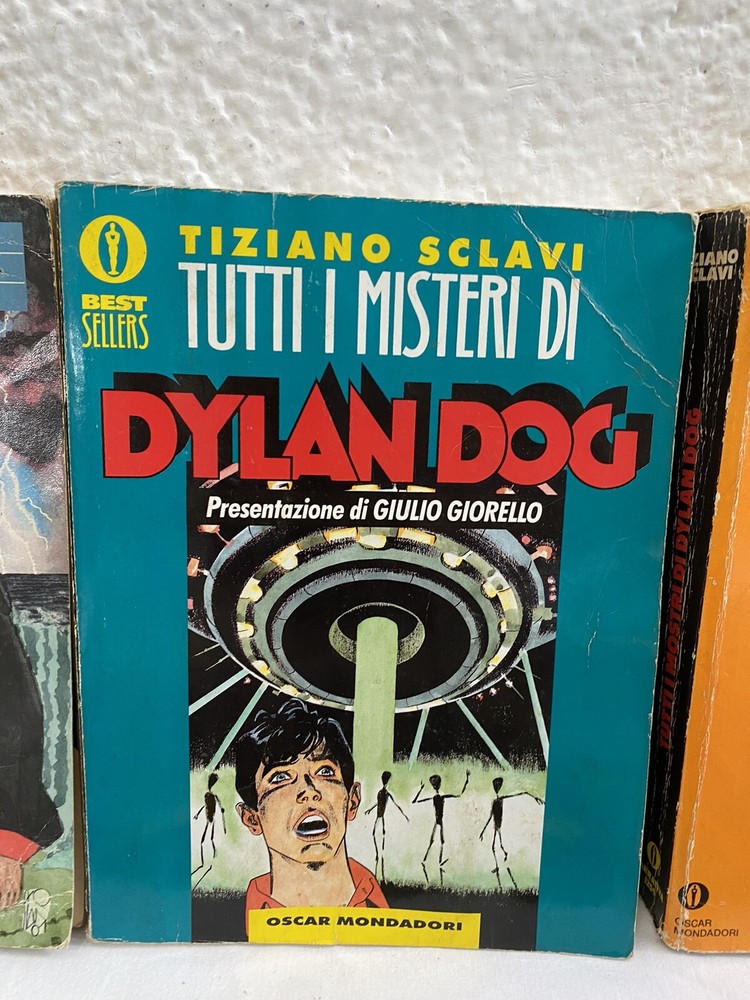 TIZIANO SCLAVI
TUTTI I MISTERI DI
BEST
SELLERS
DYLAN DOG
Presentazione di GIULIO GIORELLO
OSCAR MONDADORI
SCLAVI
TUTTI I MOSTRI DI DYLAN DOG
OSCAR
MONDADORI